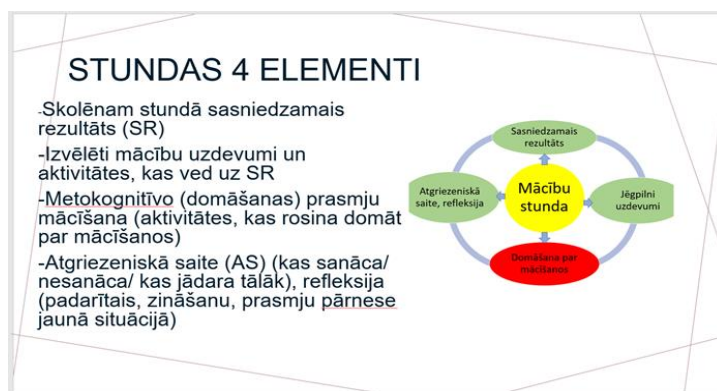 STUNDAS 4 ELEMENTI
-Skolēnam stundā sasniedzamais
rezultāts (SR)
-Izvēlēti mācību uzdevumi un
aktivitātes, kas ved uz SR
-Metokognitīvo (domāšanas) prasmju
mācīšana (aktivitātes, kas rosina domāt
par mācīšanos)
-Atgriezeniskā saite (AS) (kas sanāca/
nesanāca/ kas jādara tālāk), refleksija
(padarītais, zināšanu, prasmju pārnese
jaunā situācijā)
Sasniedzamais
rezultāts
Atgriezeniskā
saite, refleksija
Mācību
stunda
Jēgpilni
uzdevumi
Domāšana par
mācīšanos